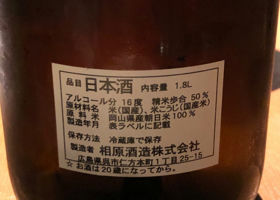 品目 日本酒 内容量 1.8L
アルコール分 16度 精米歩合 50%
原材料名 米(国産)、米こうじ(国産米)
原料米 岡山県産朝日米100%
製造年月 表ラベルに記載
保存方法 冷蔵庫で保存
製造者 相原酒造株式会社
広島県呉市仁方本町1丁目25-15
☆お酒は20歳になってから。